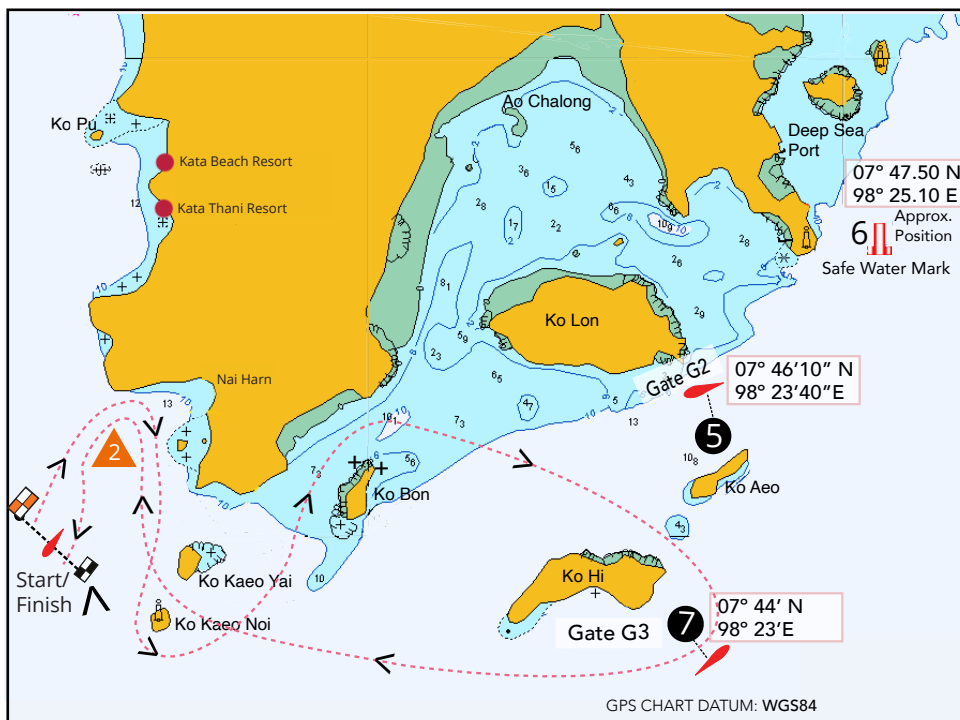 Ao Chalong
Ko Pu
Deep Sea
Port
Kata Beach Resort
Kata Thani Resort
07° 47.50 N
98° 25.10 E
6
Approx.
Position
Safe Water Mark
Ko Lon
Nai Harn
Gate G2
07° 46'10" N
98° 23'40"E
5
2
Ko Aeo
Ko Bon
Start/
Finish
Ko Kaeo Yai
Ko Hi
Ko Kaeo Noi
Gate G3
7
07° 44' N
98° 23'E
GPS CHART DATUM: WGS84